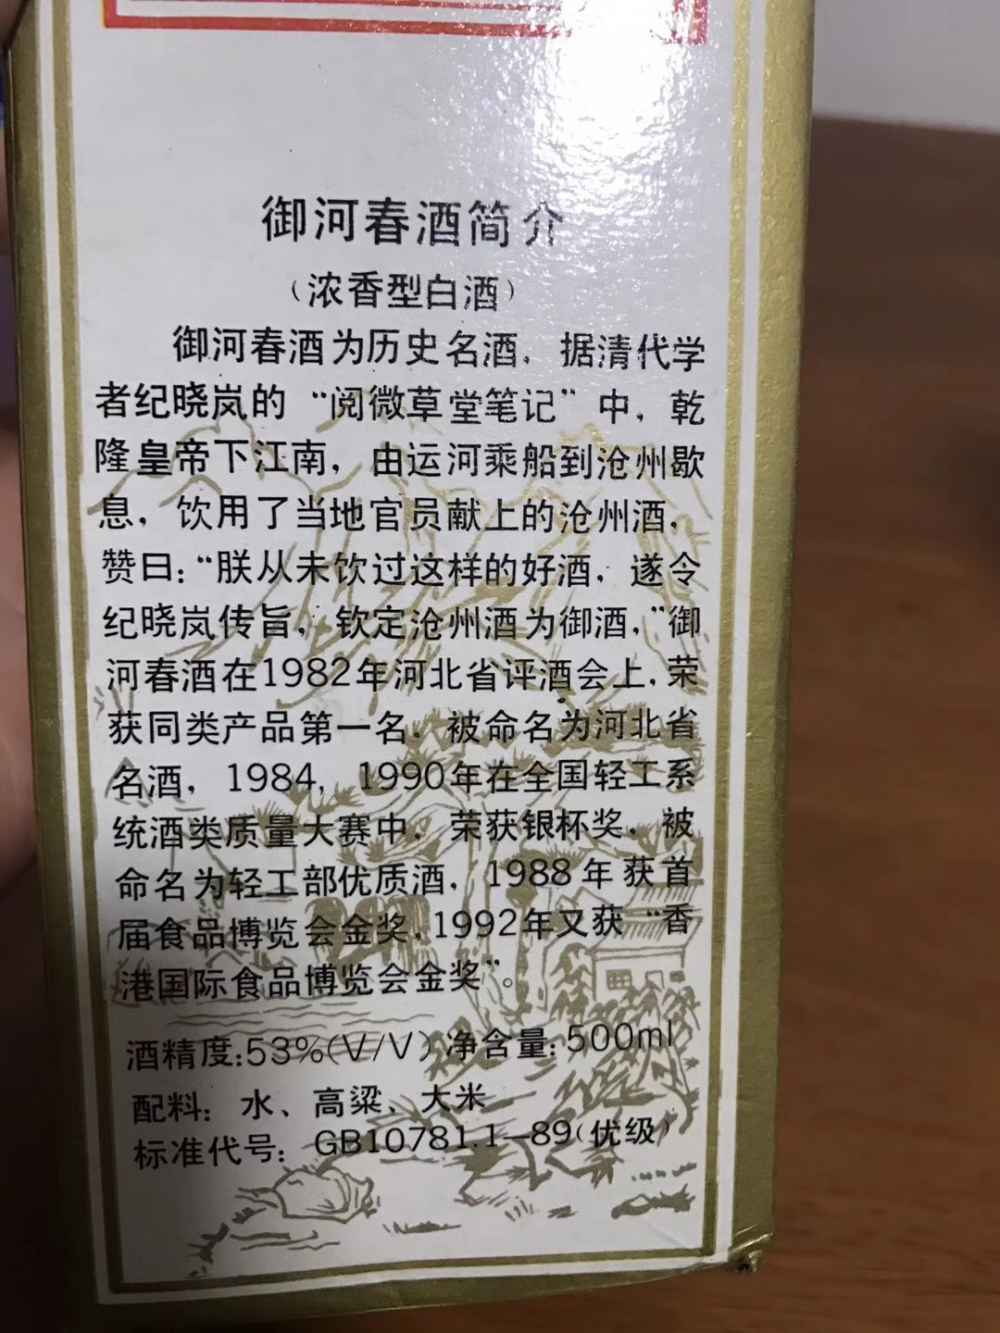 御河春酒简介
（浓香型白酒）
御河春酒为历史名酒，据清代学
者纪晓岚的“阅微草堂笔记”中，乾
隆皇帝下江南，由运河乘船到沧州歇
息，饮用了当地官员献上的沧州酒，
赞曰：“朕从未饮过这样的好酒，遂令
纪晓岚传旨，钦定沧州酒为御酒，”御
河春酒在1982年河北省评酒会上，荣
获同类产品第一名，被命名为河北省
名酒，1984，1990年在全国轻工系
统酒类质量大赛中，荣获银杯奖，被
命名为轻工部优质酒，1988年获首
届食品博览会金奖，1992年又获“香
港国际食品博览会金奖”。
酒精度:53%(V/V) 净含量:500ml
配料：水、高粱、大米
标准代号：GB10781.1-89(优级)